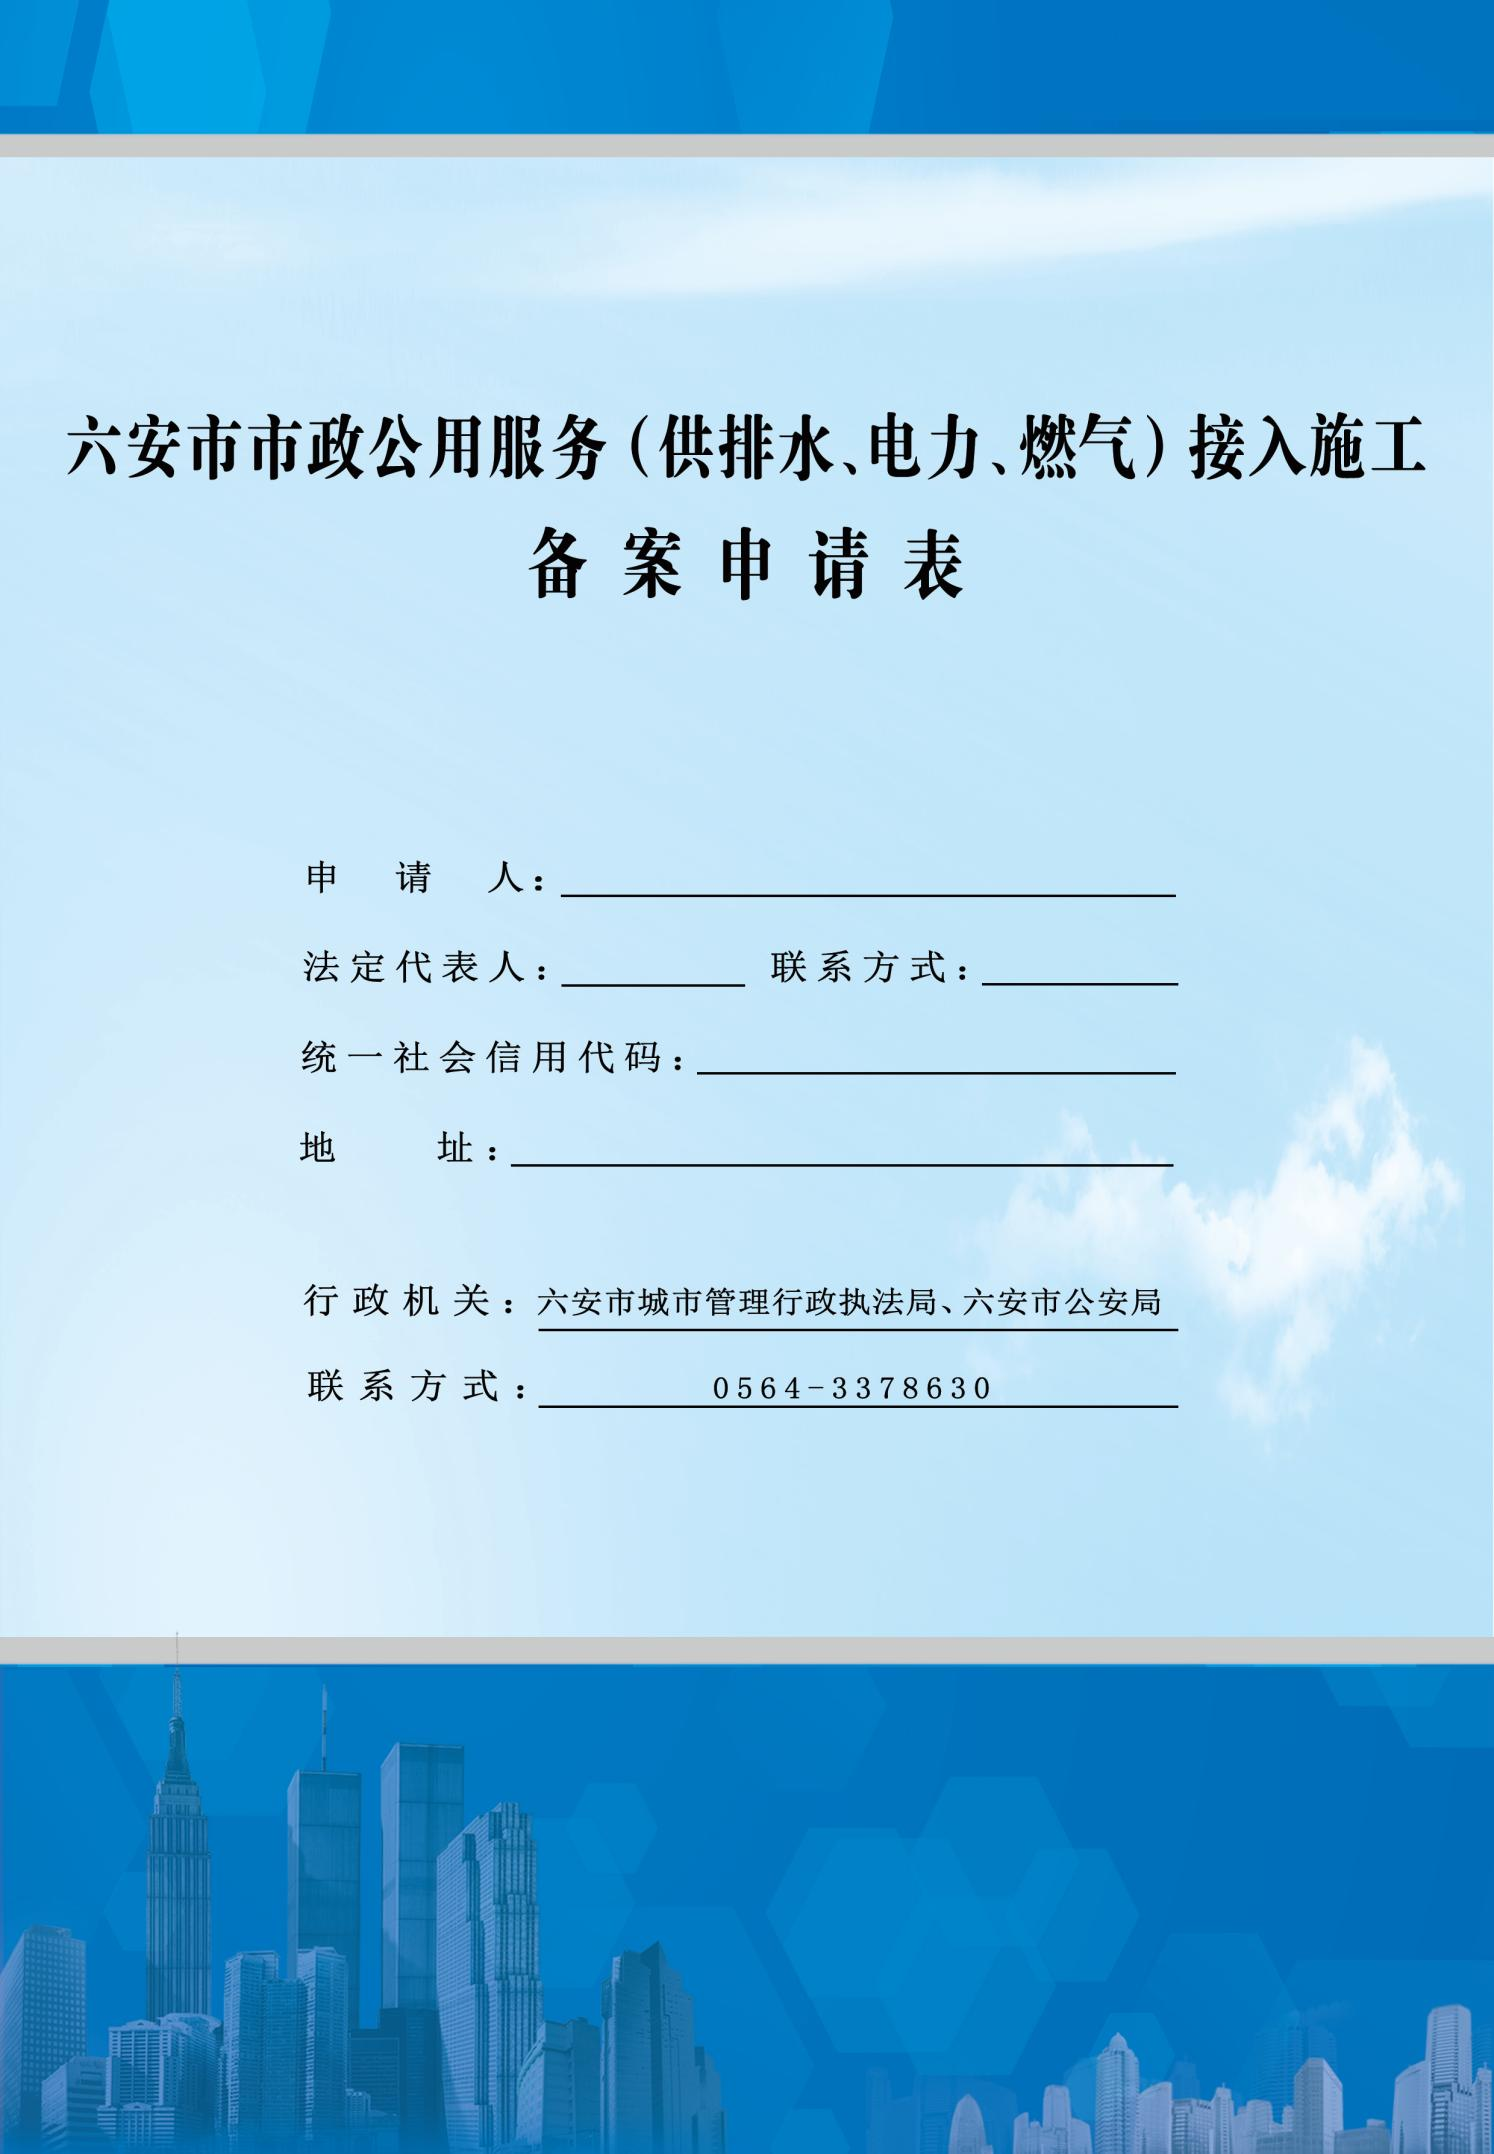 六安市市政公用服务（供排水、电力、燃气）接入施工
备案申请表
申请人：
法定代表人： 联系方式：
统一社会信用代码：
地址：
行政机关：六安市城市管理行政执法局、六安市公安局
联系方式：0564-3378630